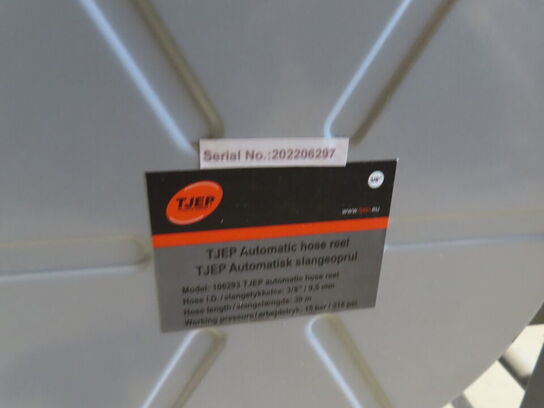 Serial No.:202206297
TJEP
3/8"
www.tjep.eu
TJEP Automatic hose reel
TJEP Automatisk slangeoprul
Model: 106293 TJEP automatic hose reel
Hose I.D./slangetykkelse: 3/8" / 9,5 mm
Hose length/slangelængde: 30 m
Working pressure/arbejdstryk: 15 bar / 218 psi